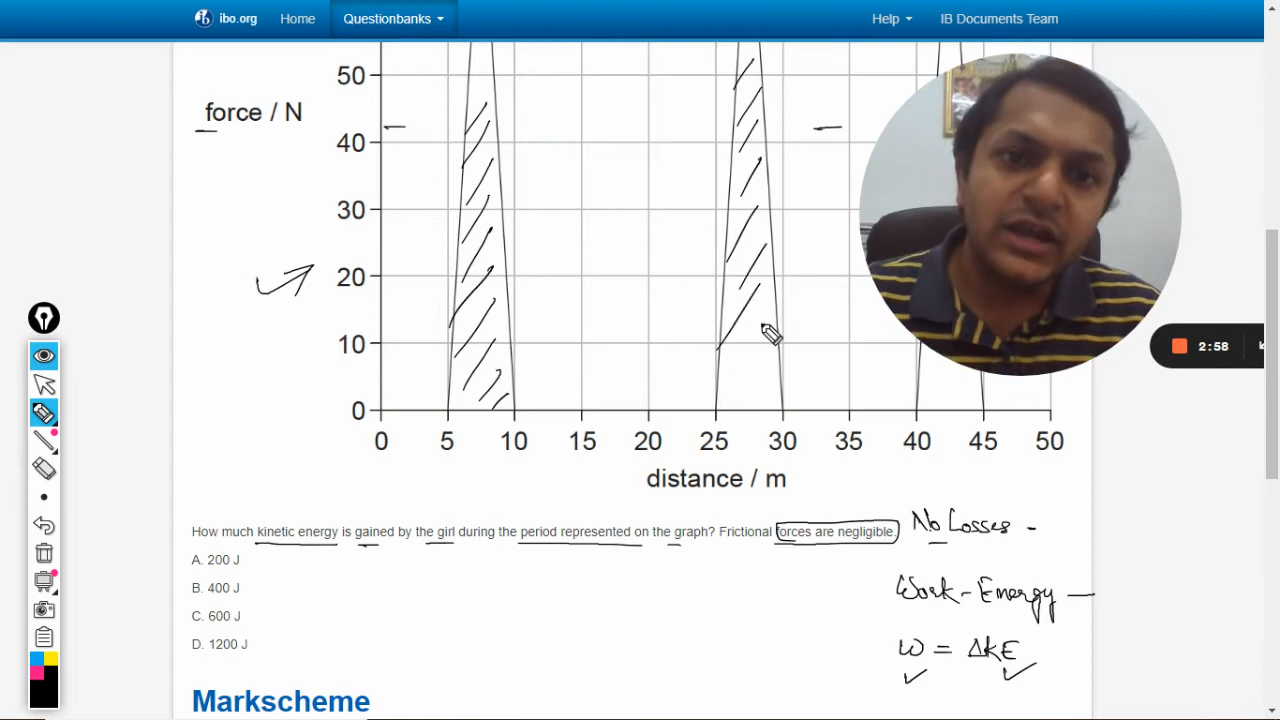 ibo.org Home Questionbanks Help IB Documents Team
50
force / N
40
30
20
10
0
0 5 10 15 20 25 30 35 40 45 50
distance / m
2:58
How much kinetic energy is gained by the girl during the period represented on the graph? Frictional forces are negligible.
No Losses -
A. 200 J
B. 400 J
Work - Energy —
C. 600 J
D. 1200 J
W = ΔKE
Markscheme